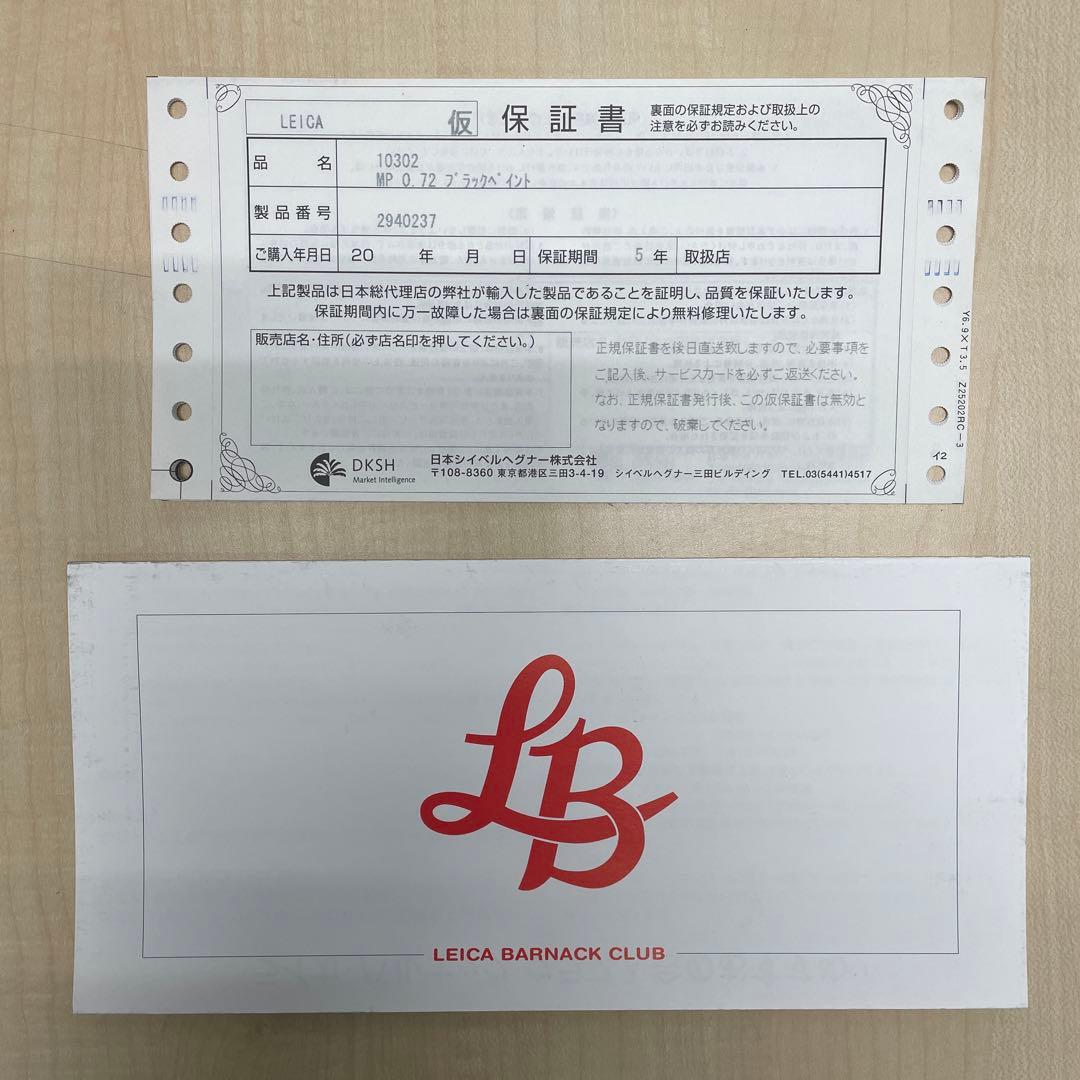 LEICA
仮 保証書
裏面の保証規定および取扱上の
注意を必ずお読みください。
品 名 10302
MP 0.72 ブラックペイント
製品番号 2940237
ご購入年月日 20 年 月 日 保証期間 5年 取扱店
上記製品は日本総代理店の弊社が輸入した製品であることを証明し、品質を保証いたします。
保証期間内に万一故障した場合は裏面の保証規定により無料修理いたします。
販売店名・住所(必ず店名印を押してください。)
正規保証書を後日直送致しますので、必要事項を
ご記入後、サービスカードを必ずご返送ください。
なお、正規保証書発行後、この仮保証書は無効と
なりますので、破棄してください。
DKSH
Market Intelligence
日本シイベルヘグナー株式会社
〒108-8360 東京都港区三田3-4-19 シイベルヘグナー三田ビルディング TEL.03(5441)4517
Y6.9×T3.5 Z25202RC-3
イ2
LB
LEICA BARNACK CLUB